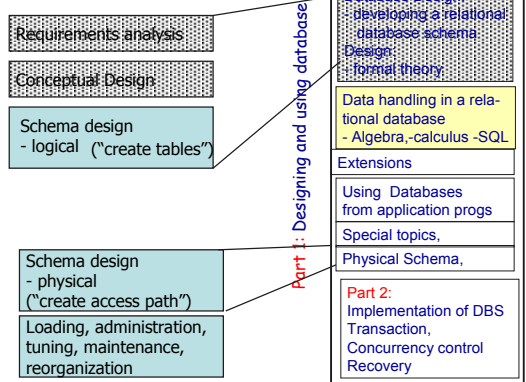 Requirements analysis
Conceptual Design
Schema design
- logical ("create tables")
Schema design
- physical
("create access path")
Loading, administration,
tuning, maintenance,
reorganization
Part 1: Designing and using database
Database Design:
- developing a relational
database schema
Design:
- formal theory
Data handling in a rela-
tional database
- Algebra,-calculus -SQL
Extensions
Using Databases
from application progs
Special topics,
Physical Schema,
Part 2:
Implementation of DBS
Transaction,
Concurrency control
Recovery